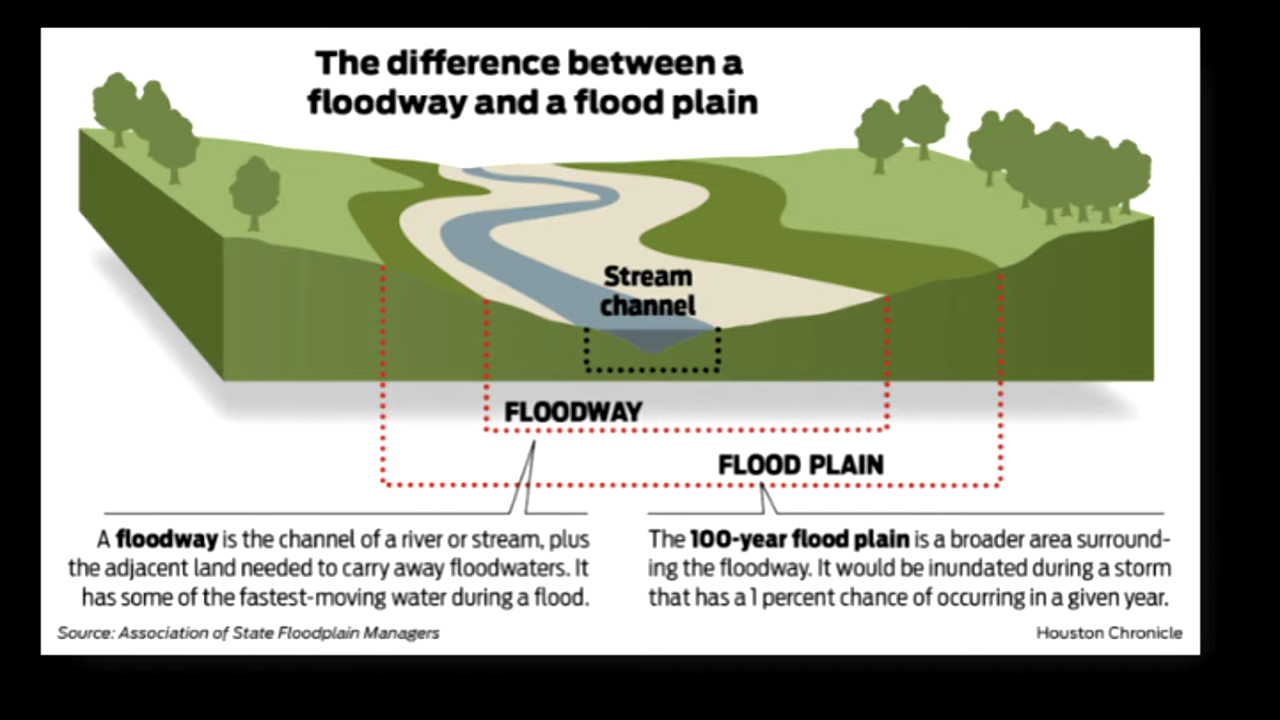 The difference between a
floodway and a flood plain
Stream
channel
FLOODWAY
FLOOD PLAIN
A floodway is the channel of a river or stream, plus
the adjacent land needed to carry away floodwaters. It
has some of the fastest-moving water during a flood.
The 100-year flood plain is a broader area surround-
ing the floodway. It would be inundated during a storm
that has a 1 percent chance of occurring in a given year.
Source: Association of State Floodplain Managers
Houston Chronicle